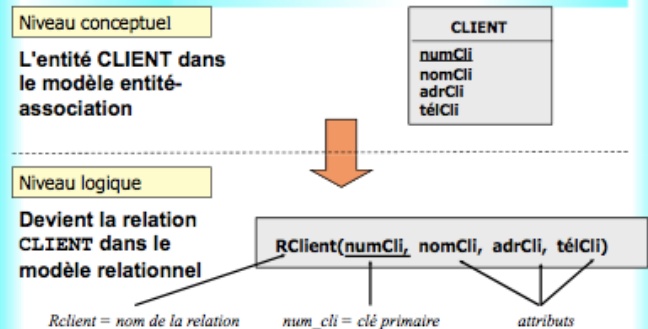 Niveau conceptuel
L'entité CLIENT dans
le modèle entité-
association
CLIENT
numCli
nomCli
adrCli
télCli
Niveau logique
Devient la relation
CLIENT dans le
modèle relationnel
RClient(numCli, nomCli, adrCli, télCli)
Rclient = nom de la relation
num_cli = clé primaire
attributs